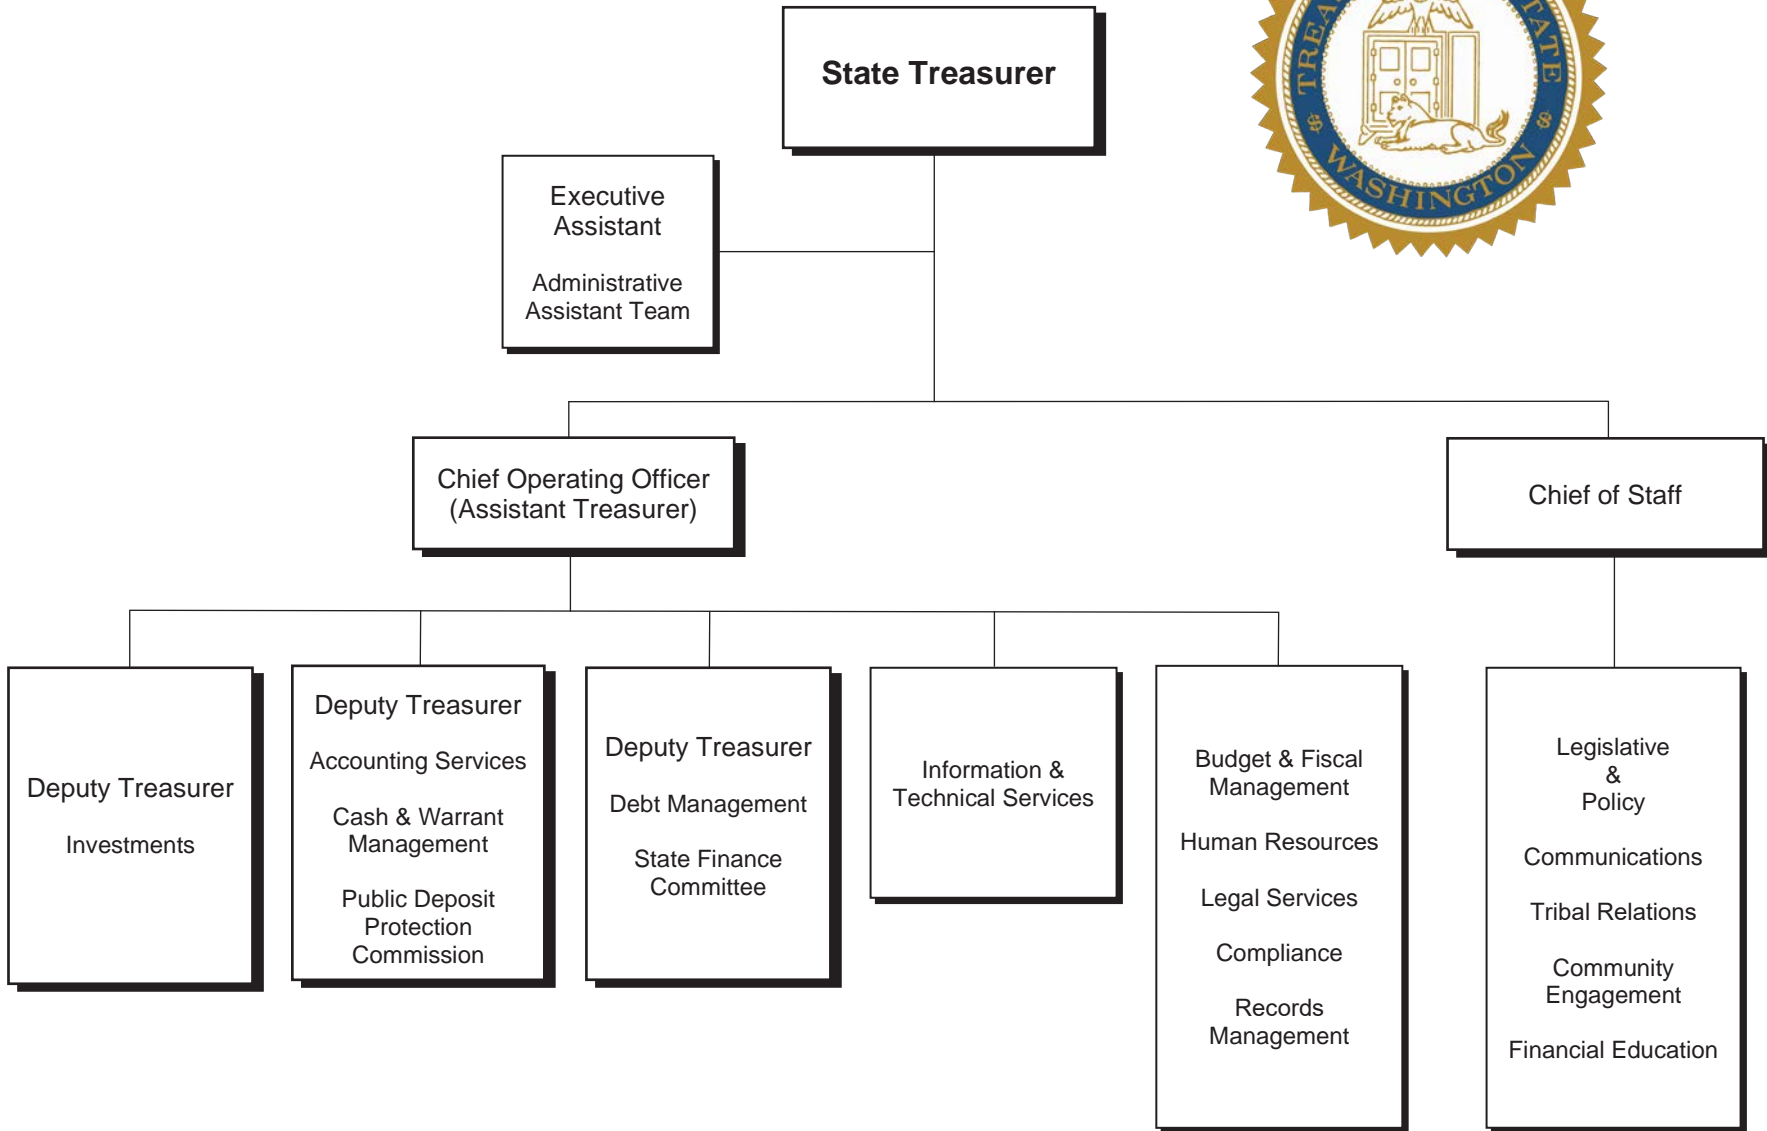 State Treasurer
TREAS
TATE
$ WASHINGTON $
Executive
Assistant
Administrative
Assistant Team
Chief Operating Officer
(Assistant Treasurer)
Chief of Staff
Deputy Treasurer
Investments
Deputy Treasurer
Accounting Services
Cash & Warrant
Management
Public Deposit
Protection
Commission
Deputy Treasurer
Debt Management
State Finance
Committee
Information &
Technical Services
Budget & Fiscal
Management
Human Resources
Legal Services
Compliance
Records
Management
Legislative
&
Policy
Communications
Tribal Relations
Community
Engagement
Financial Education